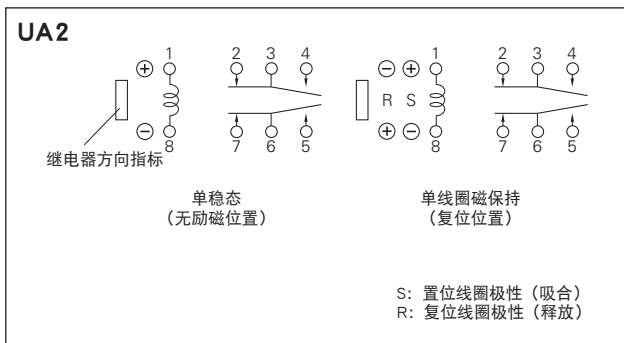 UA2
⊕ 1 2 3 4 ⊖ ⊕ 1 2 3 4
R S
⊖ 8 7 6 5 ⊕ ⊖ 8 7 6 5
继电器方向指标
单稳态 单线圈磁保持
（无励磁位置） （复位位置）
S: 置位线圈极性（吸合）
R: 复位线圈极性（释放）